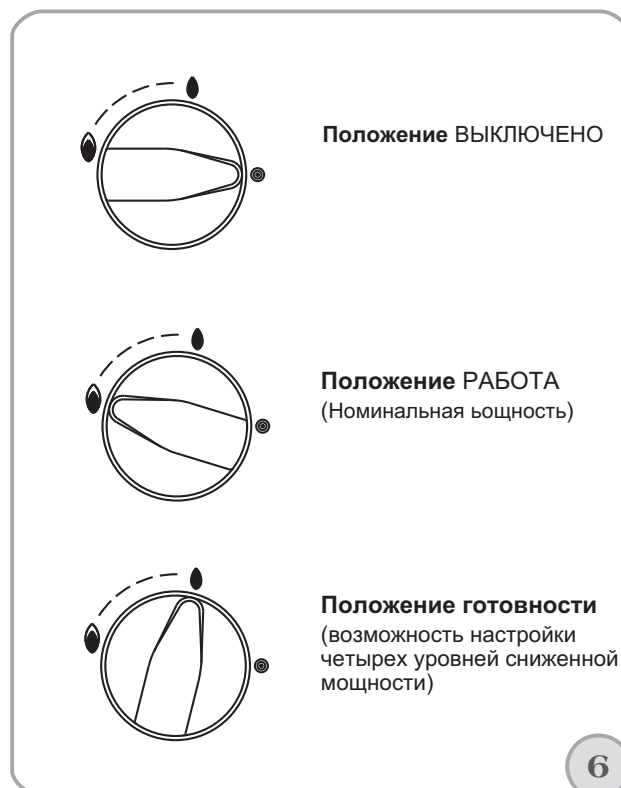 Положение ВЫКЛЮЧЕНО
Положение РАБОТА
(Номинальная ьощность)
Положение готовности
(возможность настройки
четырех уровней сниженной
мощности)
6